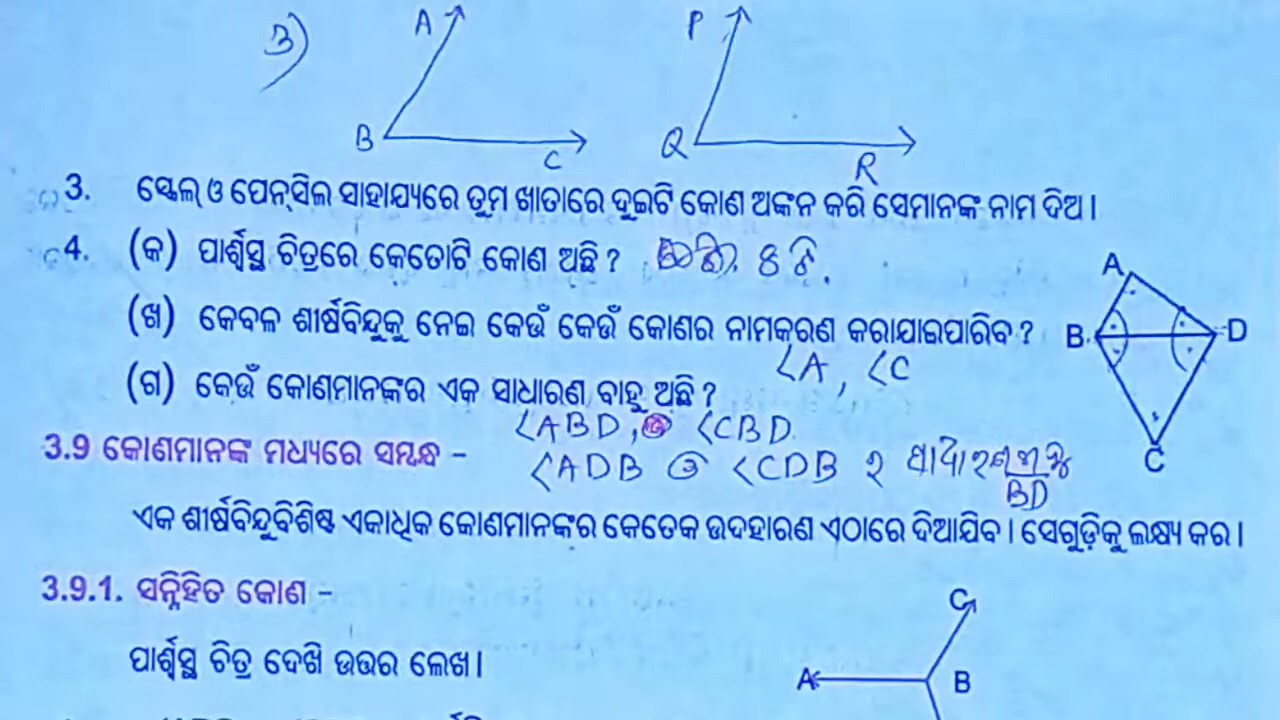 ୬)
A P
B C Q R
3. ସ୍କେଲ୍ ଓ ପେନ୍‌ସିଲ ସାହାଯ୍ୟରେ ତୁମ ଖାତାରେ ଦୁଇଟି କୋଣ ଅଙ୍କନ କରି ସେମାନଙ୍କ ନାମ ଦିଅ ।
4. (କ) ପାର୍ଶ୍ୱସ୍ଥ ଚିତ୍ରରେ କେତୋଟି କୋଣ ଅଛି ?
(ଖ) କେବଳ ଶୀର୍ଷବିନ୍ଦୁକୁ ନେଇ କେଉଁ କେଉଁ କୋଣର ନାମକରଣ କରାଯାଇପାରିବ ?
<A, <C
A
B D
C
(ଗ) କେଉଁ କୋଣମାନଙ୍କର ଏକ ସାଧାରଣ ବାହୁ ଅଛି ?
<ABD, <CBD
3.9 କୋଣମାନଙ୍କ ମଧ୍ୟରେ ସମ୍ବନ୍ଧ –
<ADB ଓ <CDB ର ସାଧାରଣ
BD
ଏକ ଶୀର୍ଷବିନ୍ଦୁବିଶିଷ୍ଟ ଏକାଧିକ କୋଣମାନଙ୍କର କେତେକ ଉଦାହରଣ ଏଠାରେ ଦିଆଯିବ । ସେଗୁଡ଼ିକୁ ଲକ୍ଷ୍ୟ କର ।
3.9.1. ସନ୍ନିହିତ କୋଣ –
C
ପାର୍ଶ୍ୱସ୍ଥ ଚିତ୍ର ଦେଖି ଉତ୍ତର ଲେଖ ।
A B